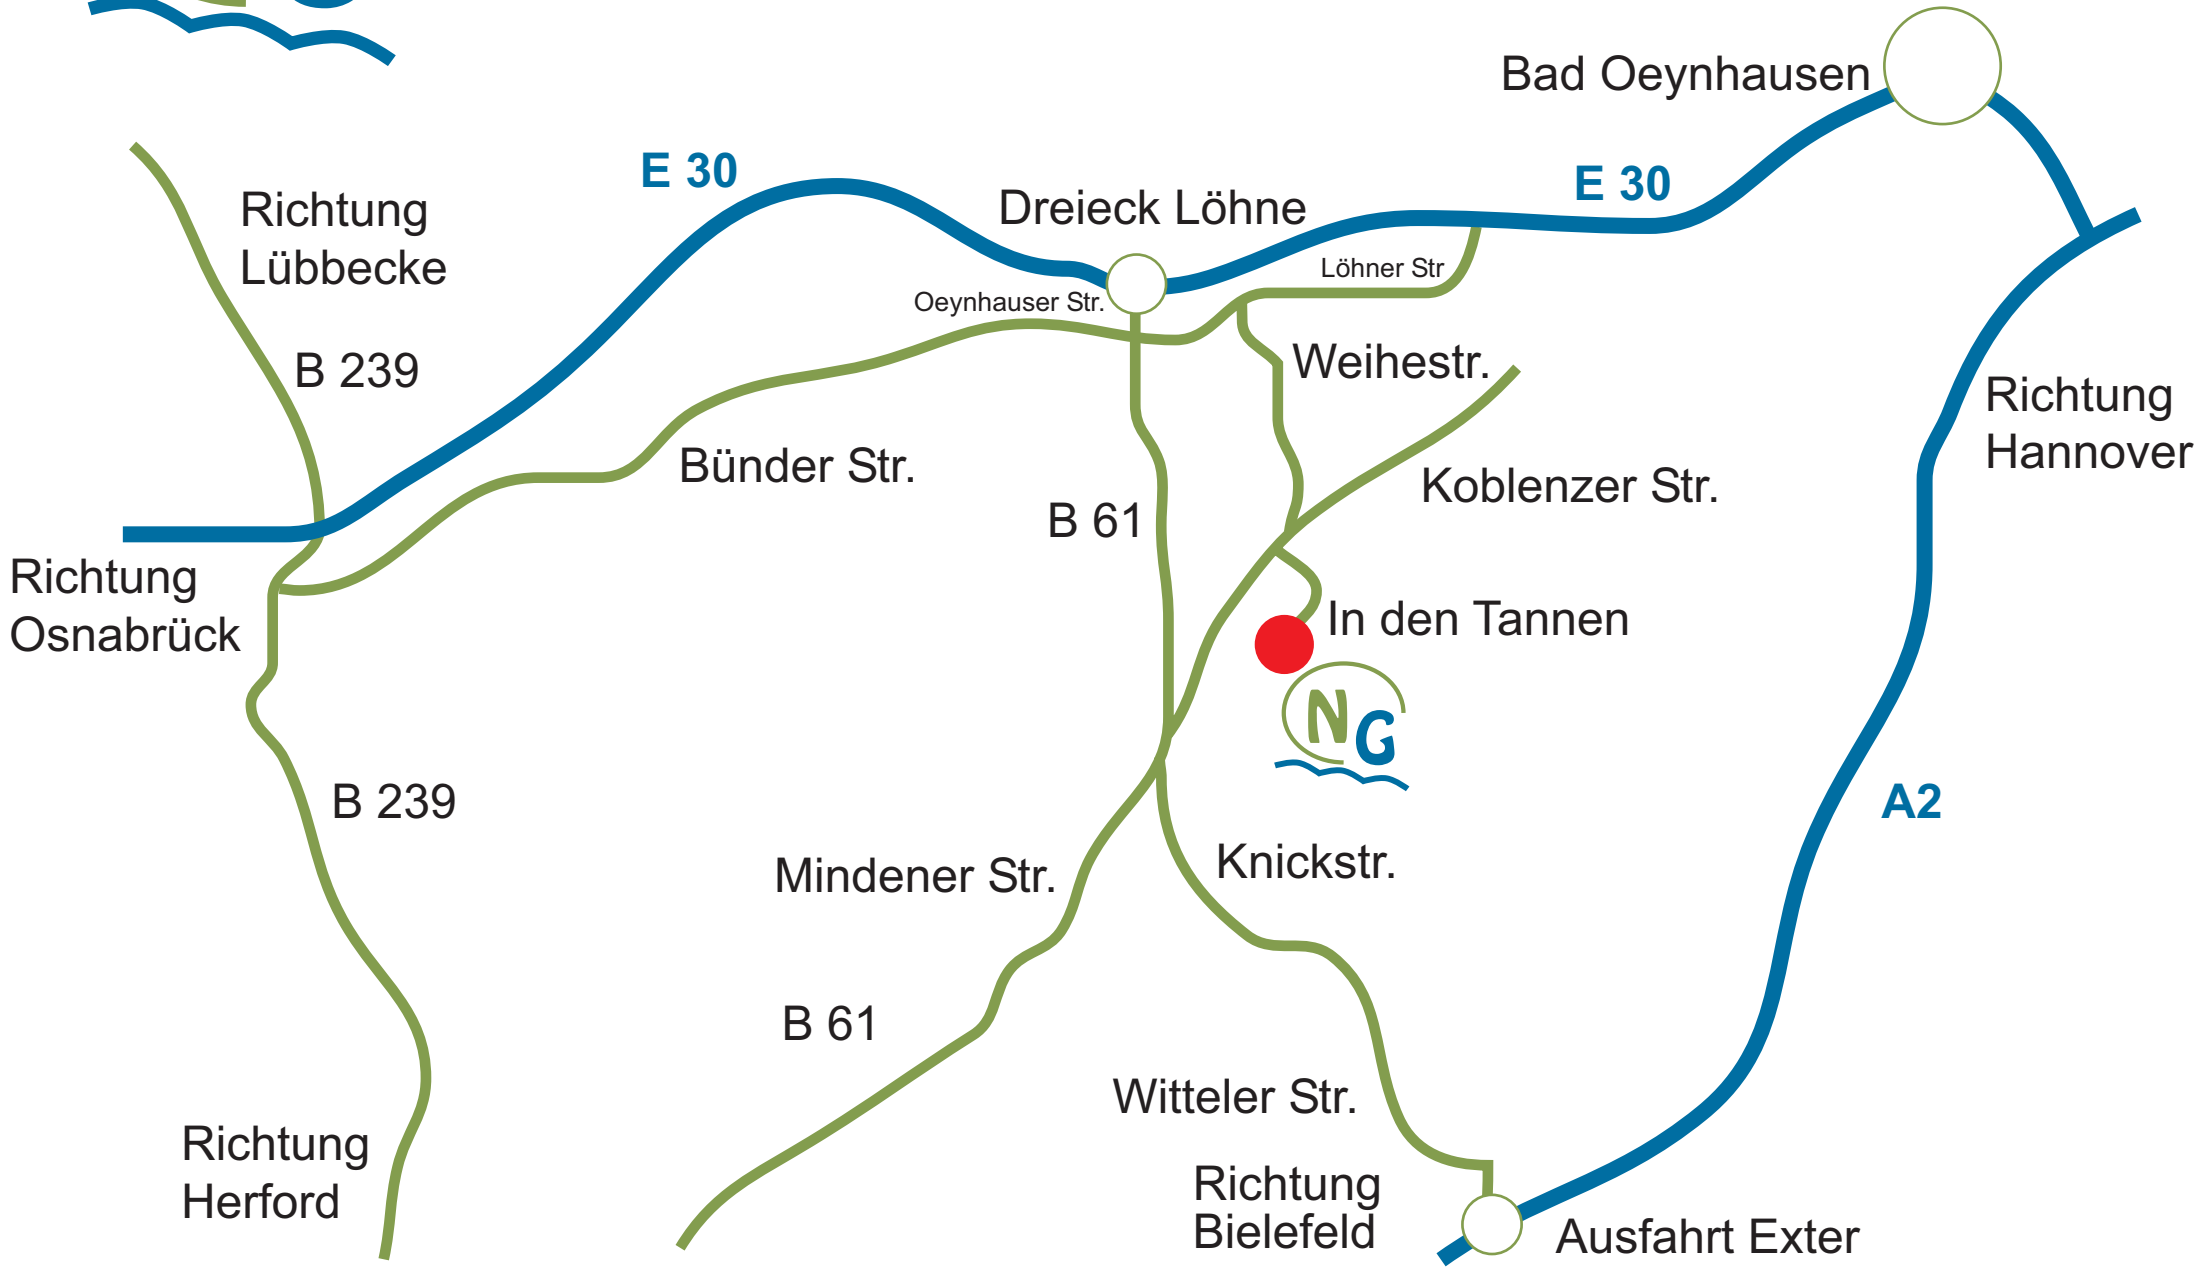 Bad Oeynhausen
E 30
E 30
Dreieck Löhne
Richtung
Lübbecke
Löhner Str
Oeynhauser Str.
B 239
Weihestr.
Richtung
Hannover
Bünder Str.
Koblenzer Str.
B 61
Richtung
Osnabrück
In den Tannen
NG
B 239
A2
Mindener Str.
Knickstr.
B 61
Witteler Str.
Richtung
Herford
Richtung
Bielefeld
Ausfahrt Exter